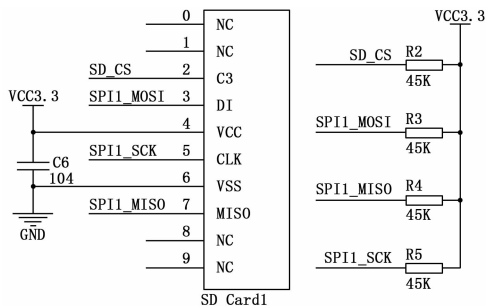 0 NC
1 NC
SD_CS 2 C3
SPI1_MOSI 3 DI
VCC3.3
4 VCC
SPI1_SCK 5 CLK
C6
104
6 VSS
SPI1_MISO 7 MISO
GND
8 NC
9 NC
SD Card1
VCC3.3
SD_CS R2
45K
SPI1_MOSI R3
45K
SPI1_MISO R4
45K
SPI1_SCK R5
45K